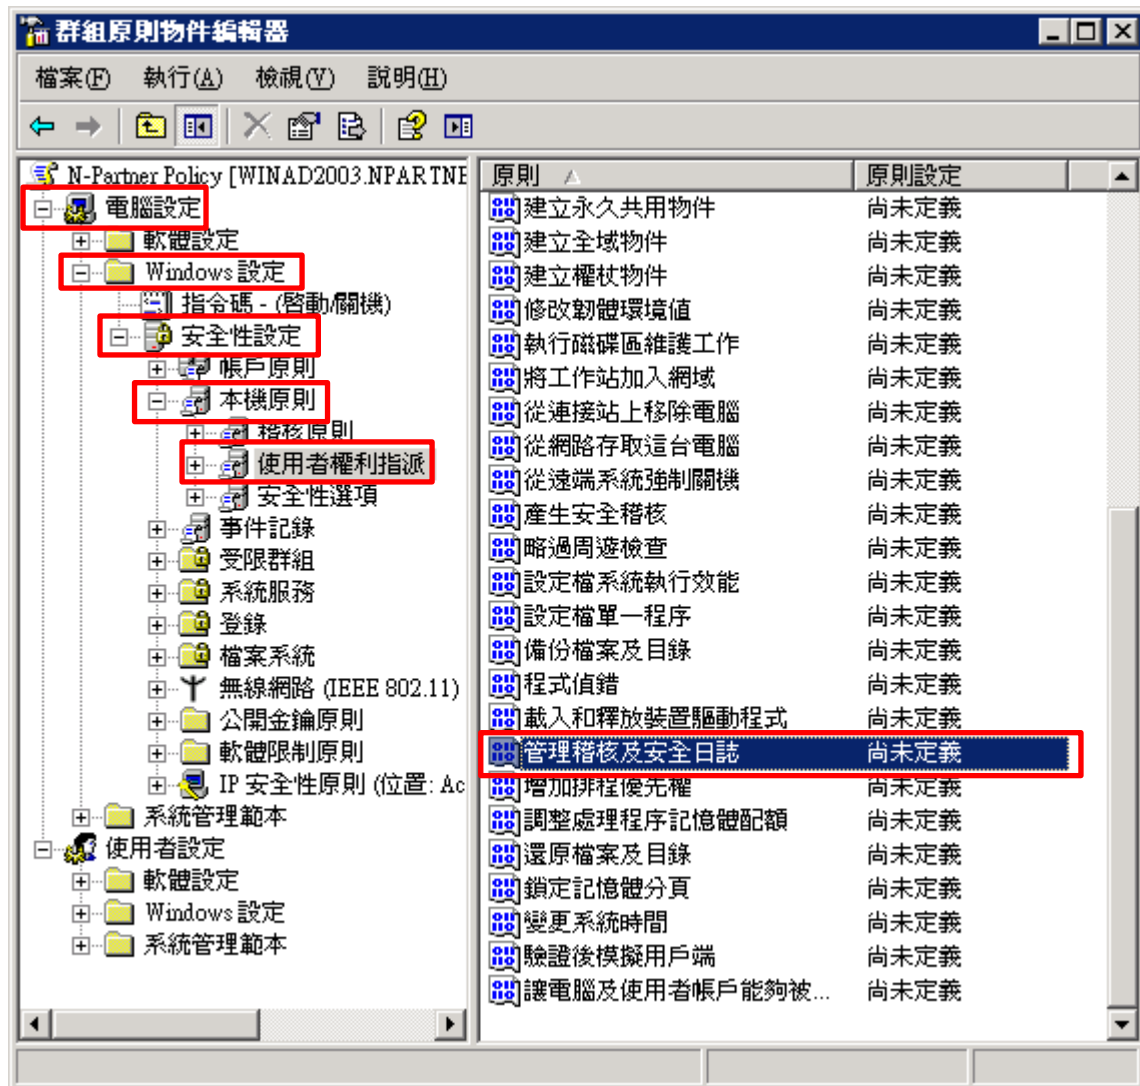 群組原則物件編輯器
檔案(F) 執行(A) 檢視(V) 說明(H)
N-Partner Policy [WINAD2003.NPARTNE
電腦設定
軟體設定
Windows 設定
指令碼 - (啓動/關機)
安全性設定
帳戶原則
本機原則
稽核原則
使用者權利指派
安全性選項
事件記錄
受限群組
系統服務
登錄
檔案系統
無線網路 (IEEE 802.11)
公開金鑰原則
軟體限制原則
IP 安全性原則 (位置: Ac
系統管理範本
使用者設定
軟體設定
Windows 設定
系統管理範本
原則 原則設定
建立永久共用物件 尚未定義
建立全域物件 尚未定義
建立權杖物件 尚未定義
修改韌體環境值 尚未定義
執行磁碟區維護工作 尚未定義
將工作站加入網域 尚未定義
從連接站上移除電腦 尚未定義
從網路存取這台電腦 尚未定義
從遠端系統強制關機 尚未定義
產生安全稽核 尚未定義
略過周遊檢查 尚未定義
設定檔系統執行效能 尚未定義
設定檔單一程序 尚未定義
備份檔案及目錄 尚未定義
程式偵錯 尚未定義
載入和釋放裝置驅動程式 尚未定義
管理稽核及安全日誌 尚未定義
增加排程優先權 尚未定義
調整處理程序記憶體配額 尚未定義
還原檔案及目錄 尚未定義
鎖定記憶體分頁 尚未定義
變更系統時間 尚未定義
驗證後模擬用戶端 尚未定義
讓電腦及使用者帳戶能夠被... 尚未定義